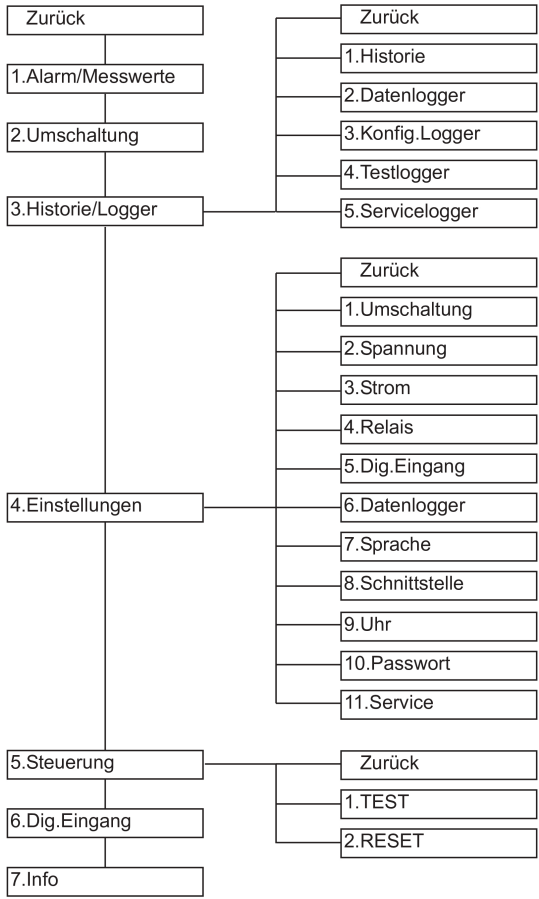 Zurück
1.Alarm/Messwerte
2.Umschaltung
3.Historie/Logger
Zurück
1.Historie
2.Datenlogger
3.Konfig.Logger
4.Testlogger
5.Servicelogger
4.Einstellungen
Zurück
1.Umschaltung
2.Spannung
3.Strom
4.Relais
5.Dig.Eingang
6.Datenlogger
7.Sprache
8.Schnittstelle
9.Uhr
10.Passwort
11.Service
5.Steuerung
Zurück
1.TEST
2.RESET
6.Dig.Eingang
7.Info